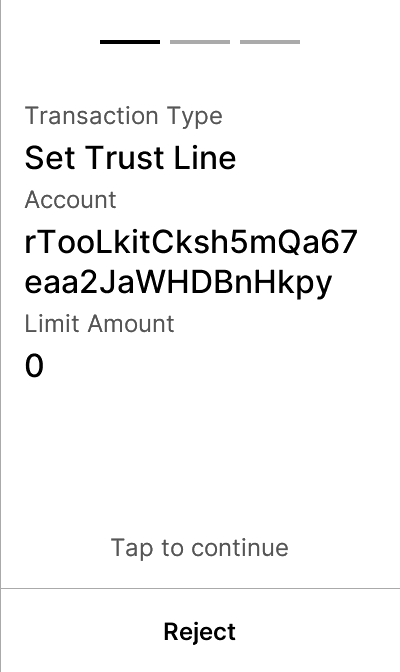 Transaction Type
Set Trust Line
Account
rTooLkitCksh5mQa67
eaa2JaWHDBnHkpy
Limit Amount
0
Tap to continue
Reject